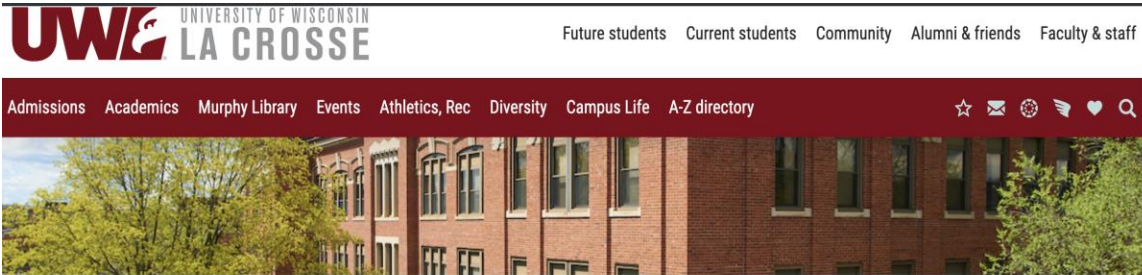 UWL UNIVERSITY OF WISCONSIN
LA CROSSE
Future students Current students Community Alumni & friends Faculty & staff
Admissions Academics Murphy Library Events Athletics, Rec Diversity Campus Life A-Z directory